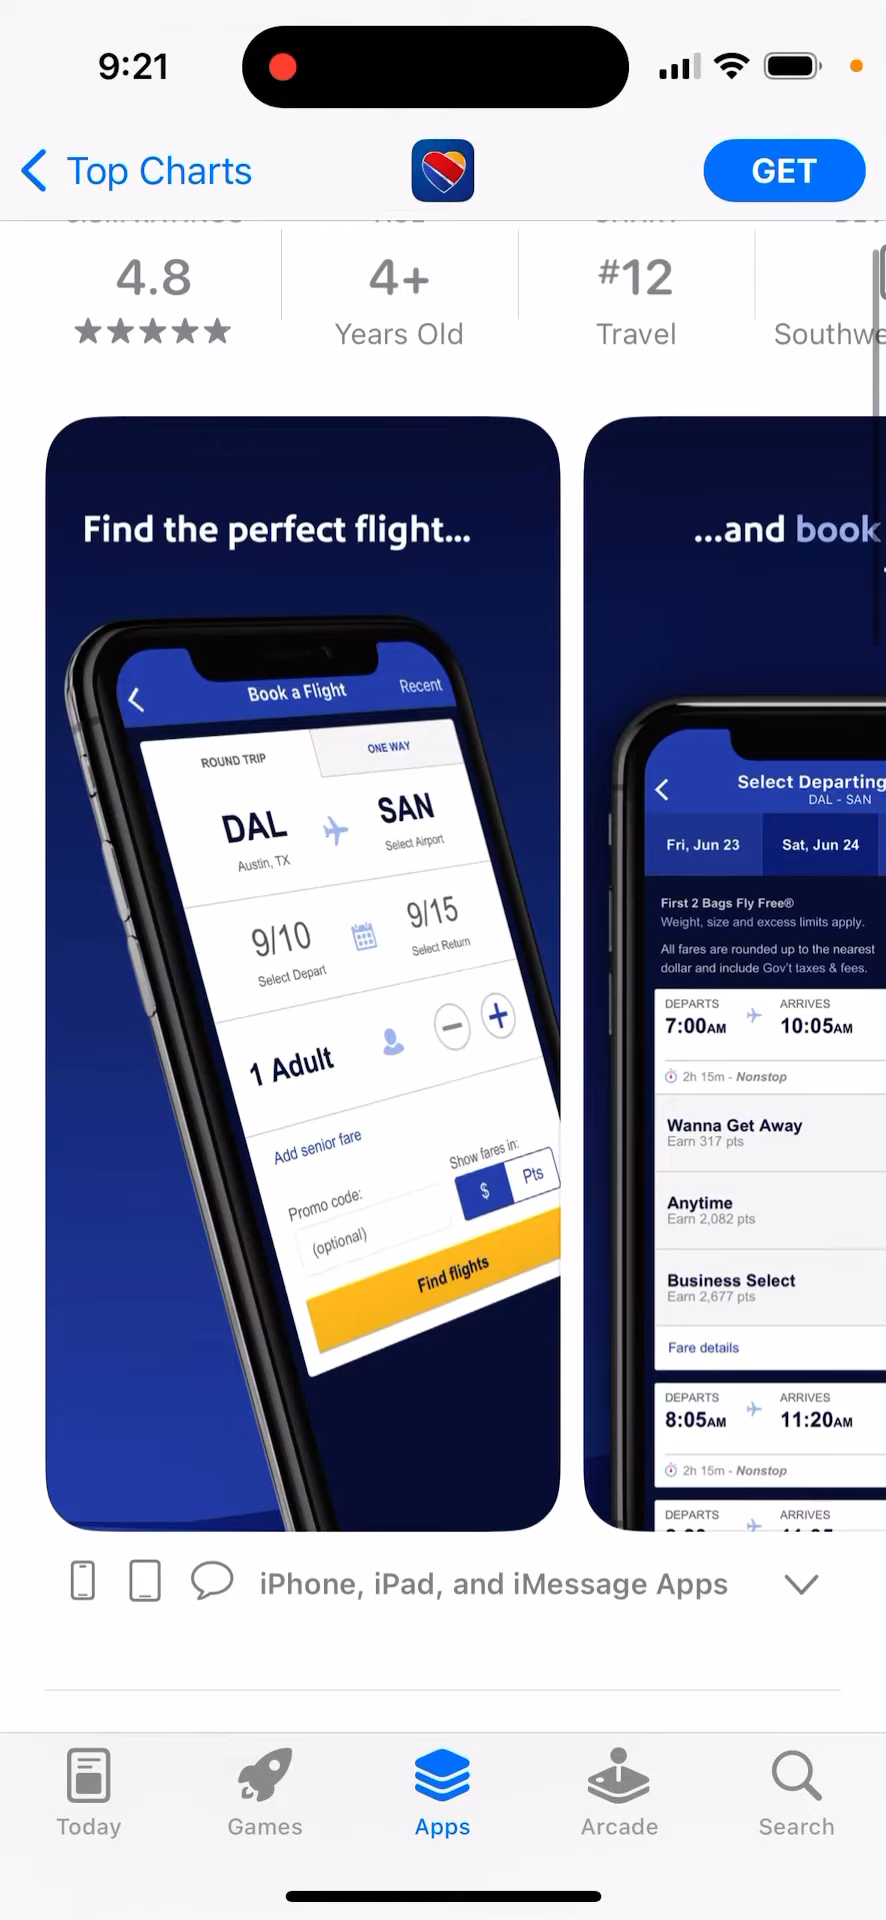 9:21
Top Charts
GET
4.8
4+
#12
★★★★★
Years Old
Travel
Southwe
Find the perfect flight...
Book a Flight
Recent
ROUND TRIP
ONE WAY
DAL
SAN
Austin, TX
Select Airport
9/10
9/15
Select Depart
Select Return
1 Adult
Add senior fare
Show fares in:
Promo code:
$
Pts
(optional)
Find flights
...and book
Select Departing
DAL - SAN
Fri, Jun 23
Sat, Jun 24
First 2 Bags Fly Free®
Weight, size and excess limits apply.
All fares are rounded up to the nearest
dollar and include Gov't taxes & fees.
DEPARTS
ARRIVES
7:00AM
10:05AM
2h 15m - Nonstop
Wanna Get Away
Earn 317 pts
Anytime
Earn 2,082 pts
Business Select
Earn 2,677 pts
Fare details
DEPARTS
ARRIVES
8:05AM
11:20AM
2h 15m - Nonstop
DEPARTS
ARRIVES
iPhone, iPad, and iMessage Apps
Today
Games
Apps
Arcade
Search